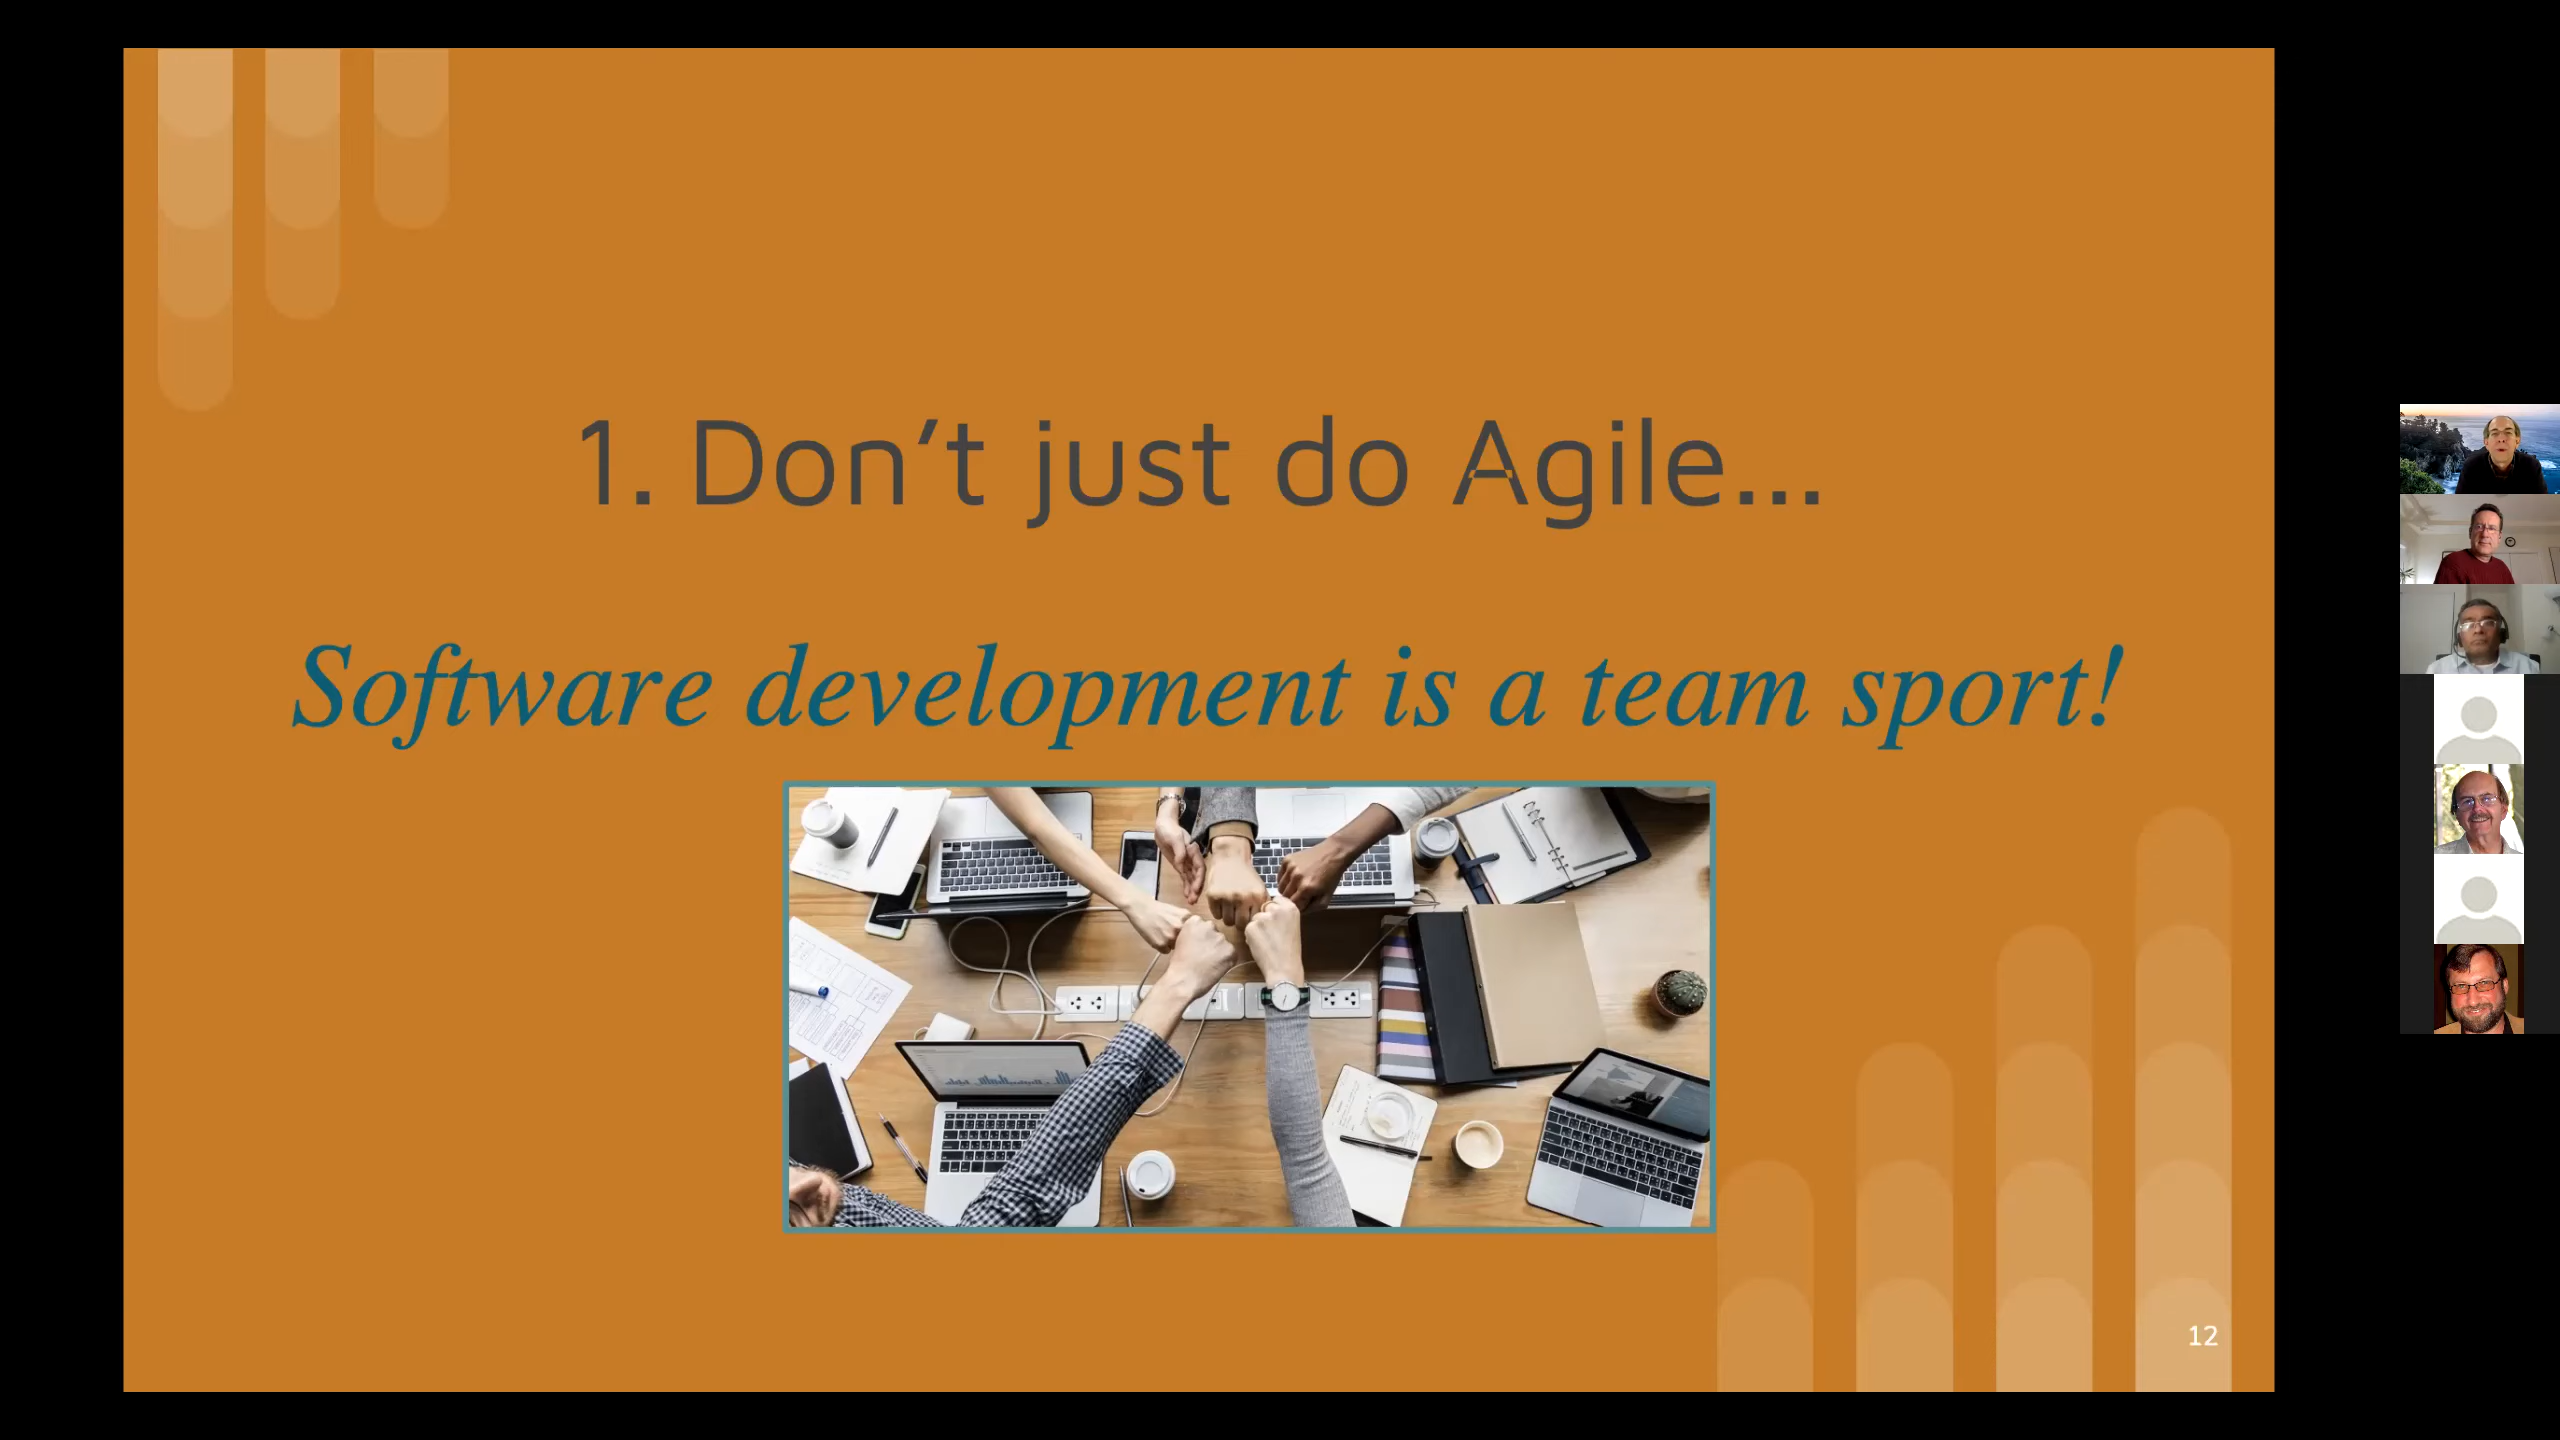 1. Don’t just do Agile...
Software development is a team sport!
12